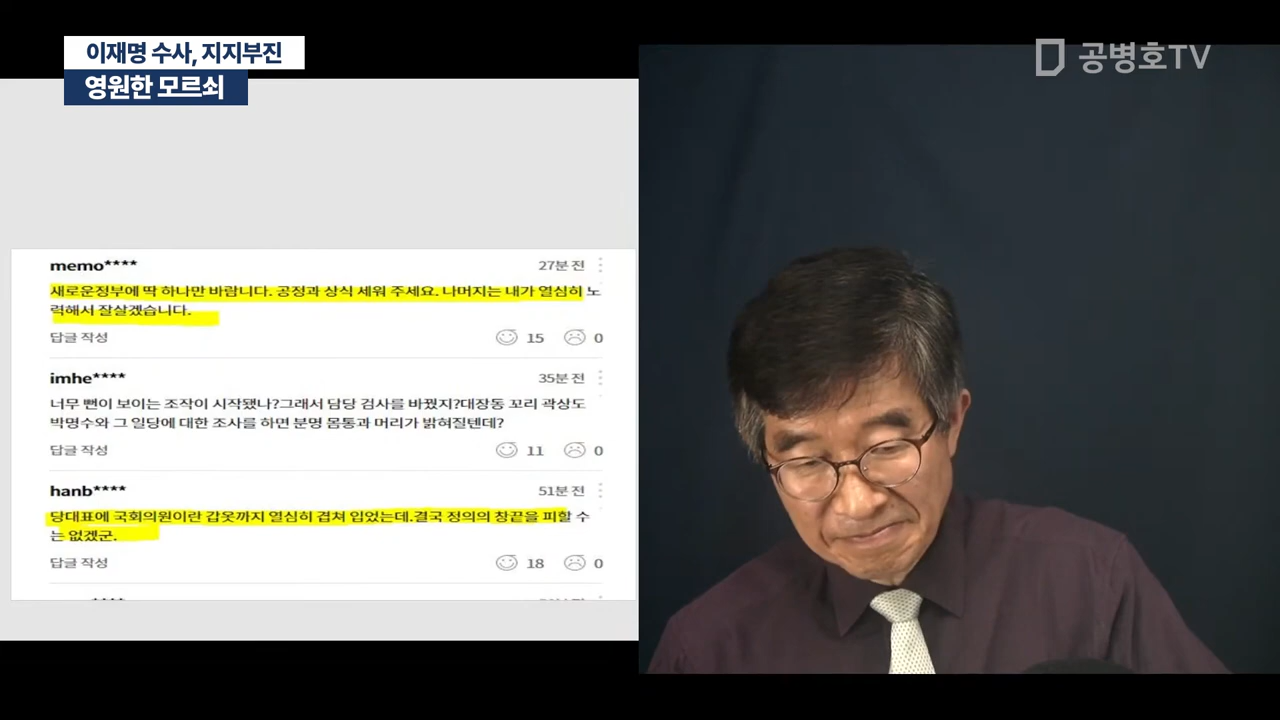 이재명 수사, 지지부진
영원한 모르쇠
공병호TV
memo****
27분 전
새로운정부에 딱 하나만 바람니다. 공정과 상식 세워 주세요. 나머지는 내가 열심히 노
력해서 잘살겠습니다.
답글 작성
15
0
imhe****
35분 전
너무 뻔이 보이는 조작이 시작됐나?그래서 담당 검사를 바꿨지?대장동 꼬리 곽상도
박명수와 그 일당에 대한 조사를 하면 분명 몸통과 머리가 밝혀질텐데?
답글 작성
11
0
hanb****
51분 전
당대표에 국회의원이란 갑옷까지 열심히 겹쳐 입었는데.결국 정의의 창끝을 피할 수
는 없겠군.
답글 작성
18
0